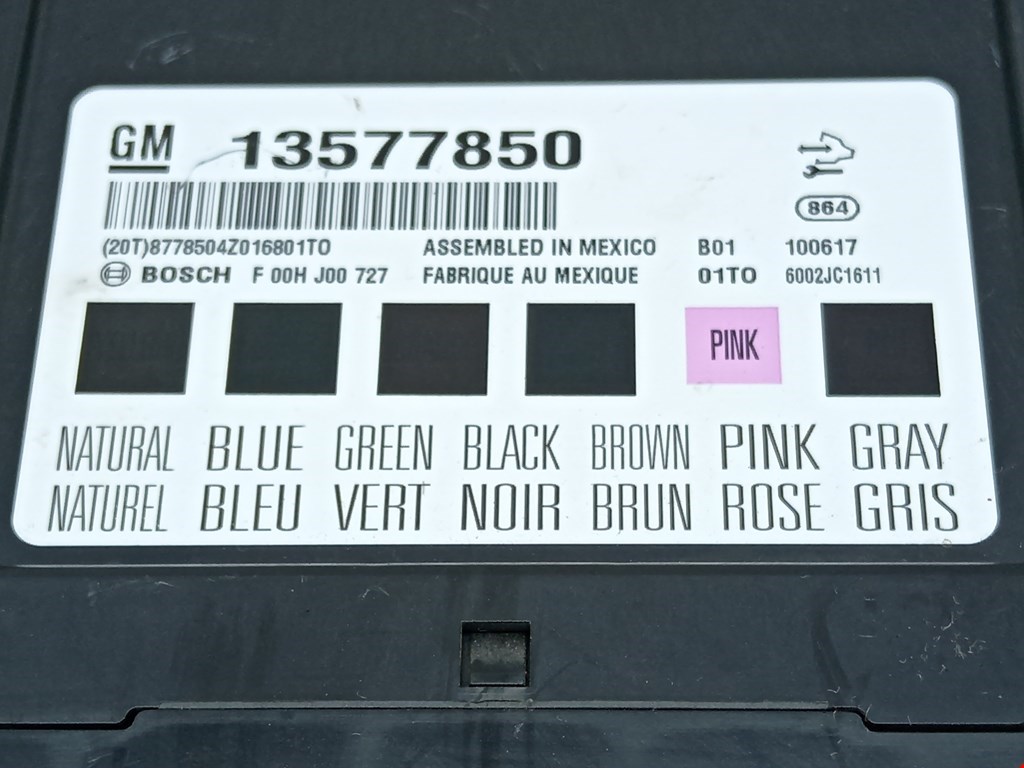 GM 13577850
864
(20T)8778504Z016801TO ASSEMBLED IN MEXICO B01 100617
BOSCH F 00H J00 727 FABRIQUE AU MEXIQUE 01TO 6002JC1611
PINK
NATURAL BLUE GREEN BLACK BROWN PINK GRAY
NATUREL BLEU VERT NOIR BRUN ROSE GRIS